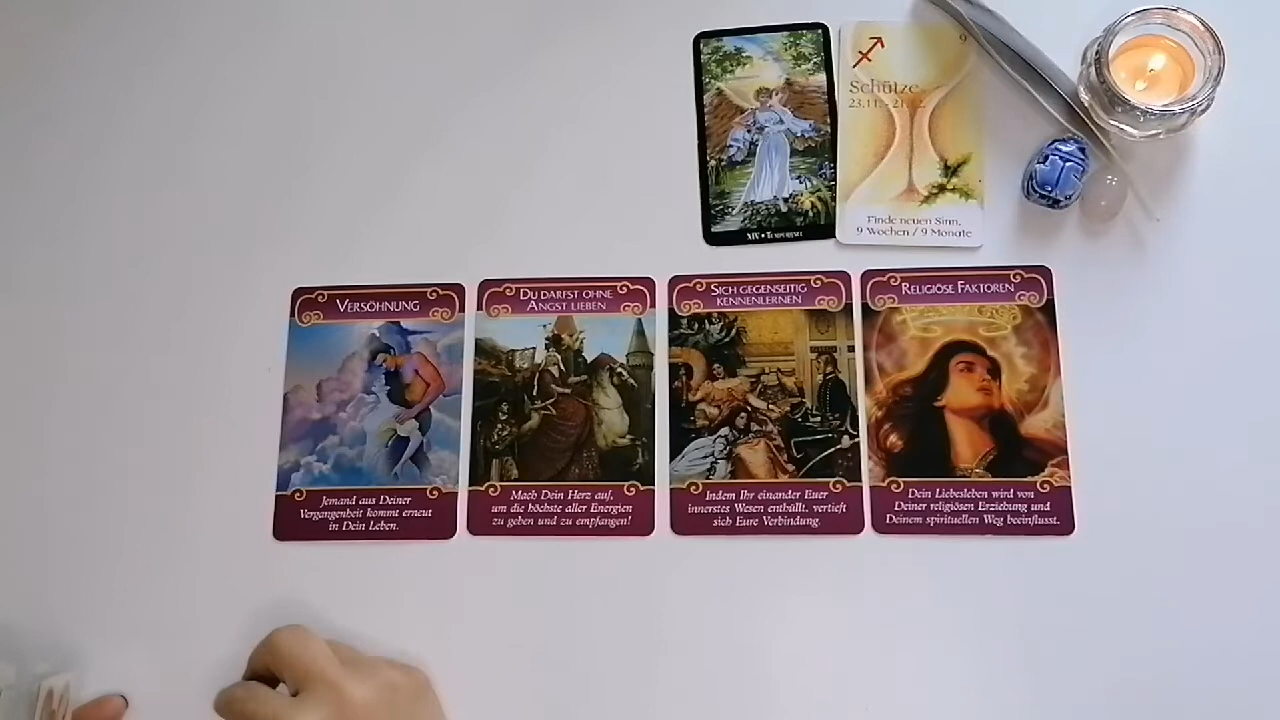 XIV • TEMPERANCE
9
Schütze
23.11. - 21.12.
Finde neuen Sinn.
9 Wochen / 9 Monate
VERSÖHNUNG
Jemand aus Deiner
Vergangenheit kommt erneut
in Dein Leben.
DU DARFST OHNE
ANGST LIEBEN
Mach Dein Herz auf,
um die höchste aller Energien
zu geben und zu empfangen!
SICH GEGENSEITIG
KENNENLERNEN
Indem Ihr einander Euer
innerstes Wesen enthüllt, vertieft
sich Eure Verbindung.
RELIGIÖSE FAKTOREN
Dein Liebesleben wird von
Deiner religiösen Erziehung und
Deinem spirituellen Weg beeinflusst.